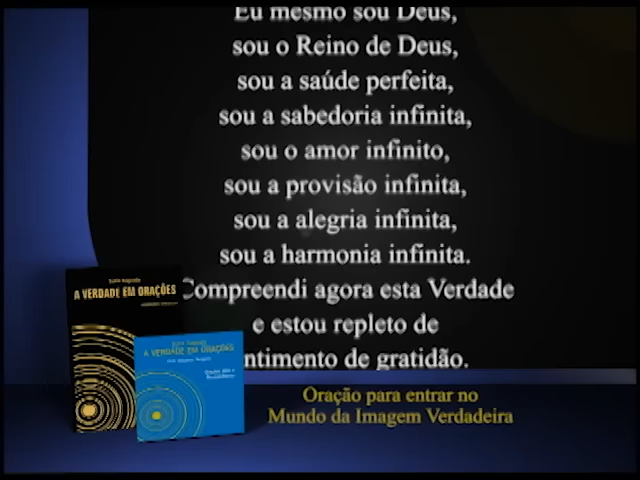 Eu mesmo sou Deus,
sou o Reino de Deus,
sou a saúde perfeita,
sou a sabedoria infinita,
sou o amor infinito,
sou a provisão infinita,
sou a alegria infinita,
sou a harmonia infinita.
Compreendi agora esta Verdade
e estou repleto de
ntimento de gratidão.
A VERDADE EM ORAÇÕES
A VERDADE EM ORAÇÕES
Oração para entrar no
Mundo da Imagem Verdadeira